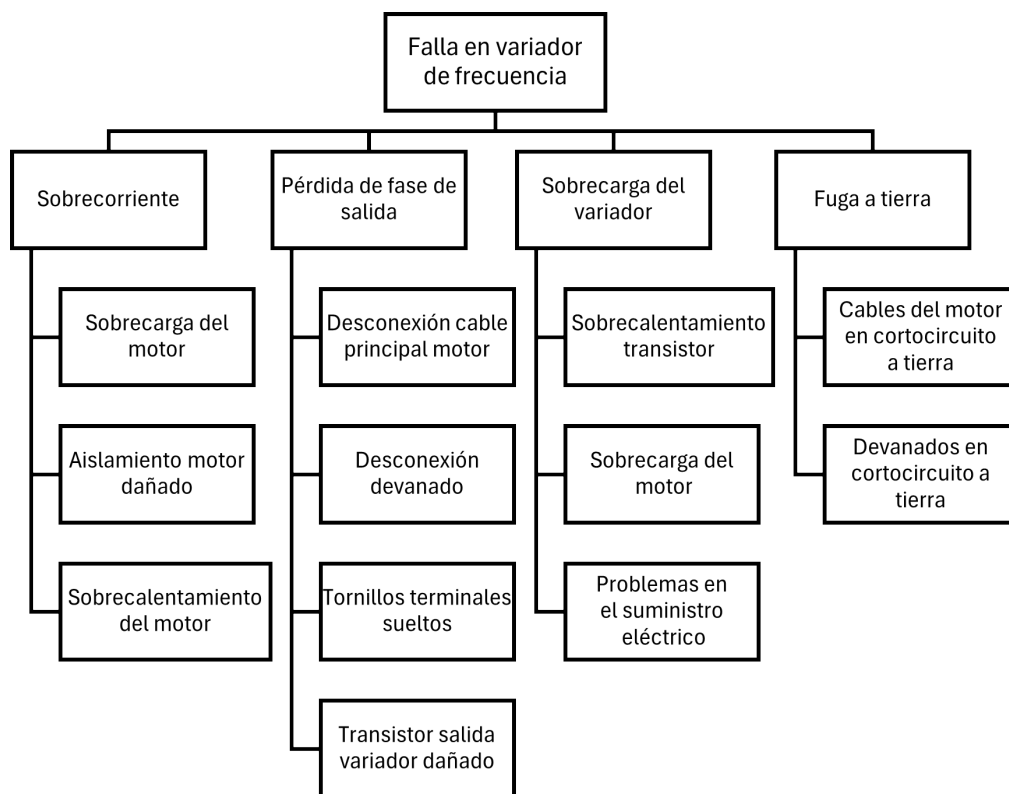 Falla en variador
de frecuencia
Sobrecorriente
Sobrecarga del
motor
Aislamiento motor
dañado
Sobrecalentamiento
del motor
Pérdida de fase de
salida
Desconexión cable
principal motor
Desconexión
devanado
Tornillos terminales
sueltos
Transistor salida
variador dañado
Sobrecarga del
variador
Sobrecalentamiento
transistor
Sobrecarga del
motor
Problemas en
el suministro
eléctrico
Fuga a tierra
Cables del motor
en cortocircuito
a tierra
Devanados en
cortocircuito a
tierra